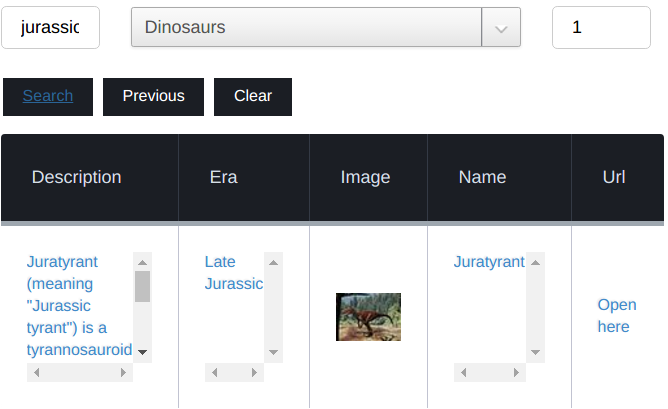 jurassic
Dinosaurs
1
Search
Previous
Clear
Description
Era
Image
Name
Url
Juratyrant
(meaning
"Jurassic
tyrant") is a
tyrannosauroid
Late
Jurassic
Juratyrant
Open
here